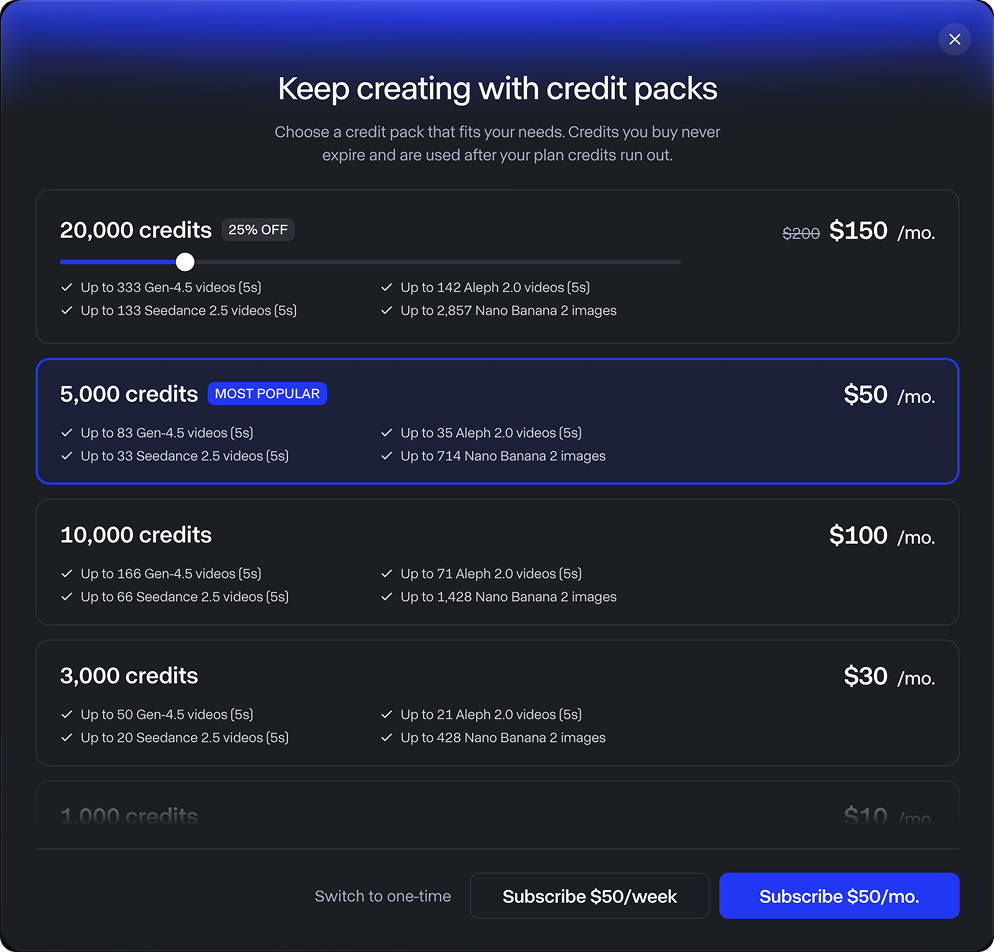 Keep creating with credit packs
Choose a credit pack that fits your needs. Credits you buy never
expire and are used after your plan credits run out.
20,000 credits 25% OFF $200 $150 /mo.
Up to 333 Gen-4.5 videos (5s) Up to 142 Aleph 2.0 videos (5s)
Up to 133 Seedance 2.5 videos (5s) Up to 2,857 Nano Banana 2 images
5,000 credits MOST POPULAR $50 /mo.
Up to 83 Gen-4.5 videos (5s) Up to 35 Aleph 2.0 videos (5s)
Up to 33 Seedance 2.5 videos (5s) Up to 714 Nano Banana 2 images
10,000 credits $100 /mo.
Up to 166 Gen-4.5 videos (5s) Up to 71 Aleph 2.0 videos (5s)
Up to 66 Seedance 2.5 videos (5s) Up to 1,428 Nano Banana 2 images
3,000 credits $30 /mo.
Up to 50 Gen-4.5 videos (5s) Up to 21 Aleph 2.0 videos (5s)
Up to 20 Seedance 2.5 videos (5s) Up to 428 Nano Banana 2 images
1,000 credits $10 /mo.
Switch to one-time Subscribe $50/week Subscribe $50/mo.